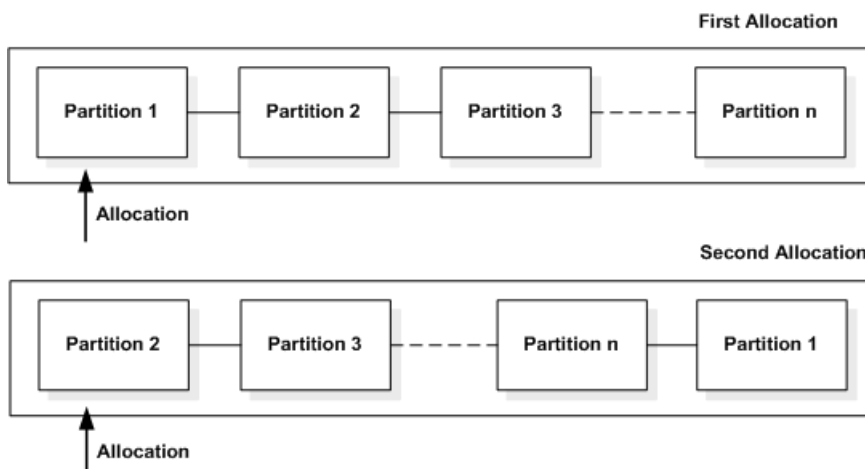 First Allocation
Partition 1
Partition 2
Partition 3
Partition n
Allocation
Second Allocation
Partition 2
Partition 3
Partition n
Partition 1
Allocation